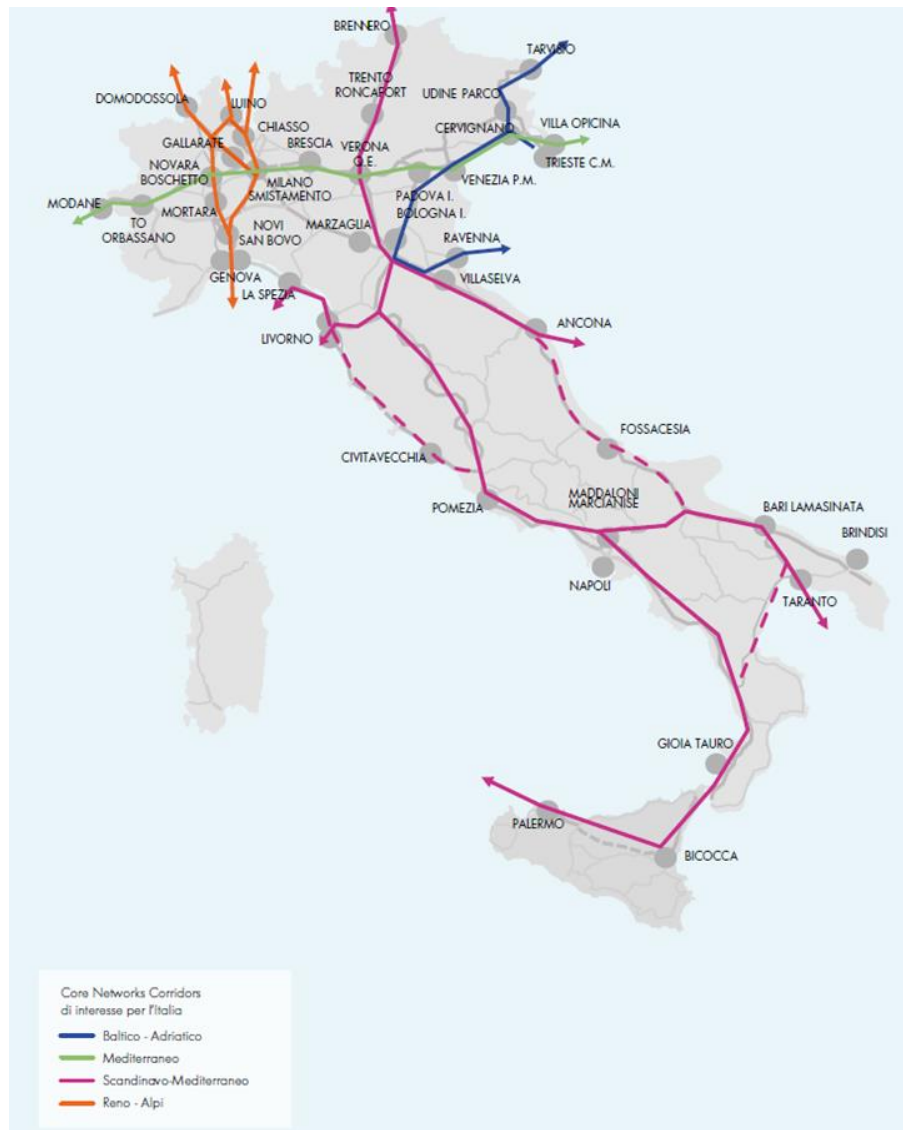 BRENNERO
TARVISIO
TRENTO
RONCAFORT
UDINE PARCO
DOMODOSSOLA
LUINO
CHIASSO
CERVIGNANO
VILLA OPICINA
GALLARATE
BRESCIA
VERONA
Q.E.
TRIESTE C.M.
NOVARA
BOSCHETTO
MILANO
SMISTAMENTO
VENEZIA P.M.
PADOVA I.
MODANE
TO
ORBASSANO
MORTARA
NOVI
SAN BOVO
MARZAGLIA
BOLOGNA I.
RAVENNA
GENOVA
VILLASELVA
LA SPEZIA
LIVORNO
ANCONA
CIVITAVECCHIA
FOSSACESIA
POMEZIA
MADDALONI
MARCIANISE
BARI LAMASINATA
BRINDISI
NAPOLI
TARANTO
GIOIA TAURO
PALERMO
BICOCCA
Core Networks Corridors
di interesse per l'Italia
Baltico - Adriatico
Mediterraneo
Scandinavo-Mediterraneo
Reno - Alpi